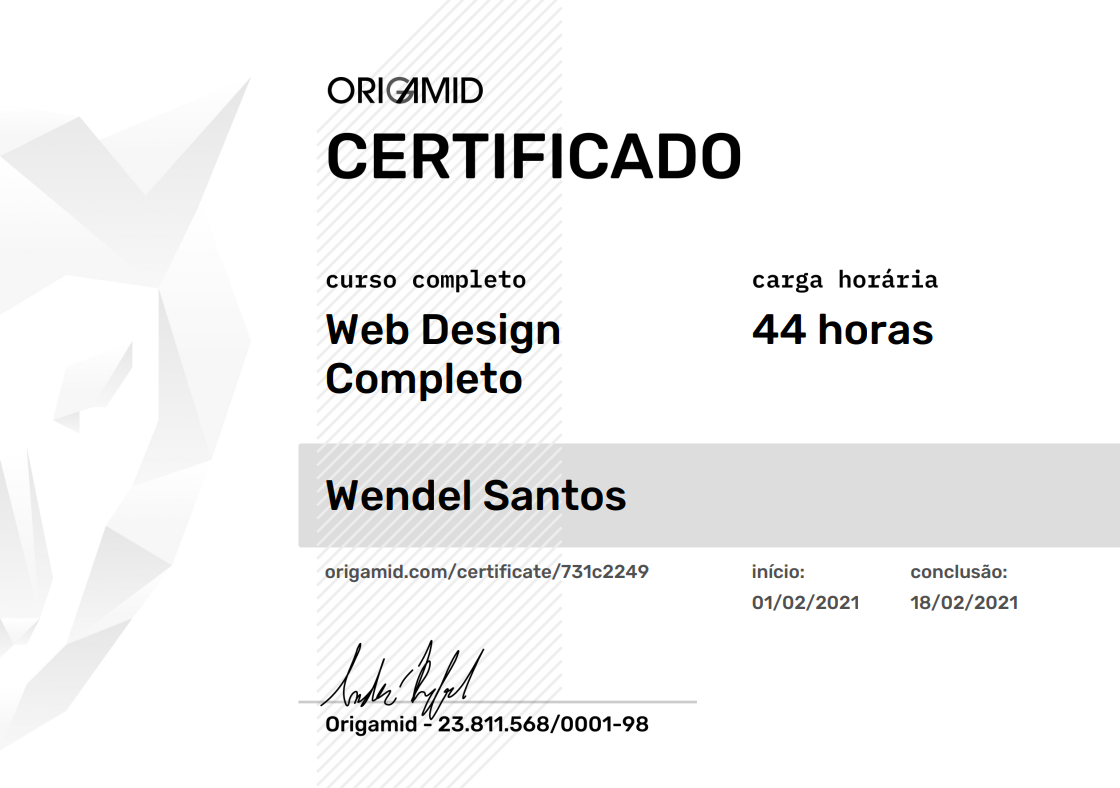 ORIGAMID
CERTIFICADO
curso completo
Web Design
Completo
carga horária
44 horas
Wendel Santos
origamid.com/certificate/731c2249
início:
01/02/2021
conclusão:
18/02/2021
Origamid - 23.811.568/0001-98